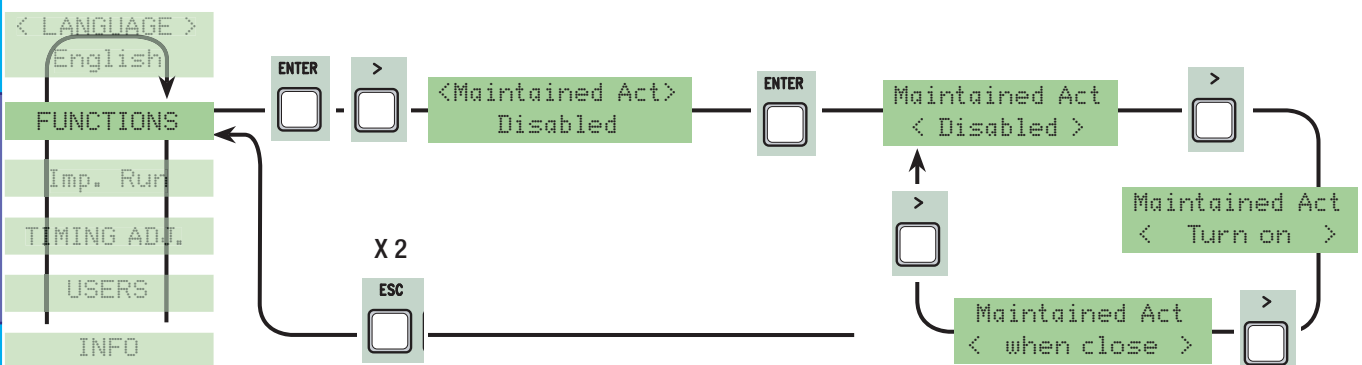 < LANGUAGE >
English
FUNCTIONS
Imp. Run
TIMING ADJ.
USERS
INFO
ENTER
>
<Maintained Act>
Disabled
ENTER
Maintained Act
< Disabled >
>
Maintained Act
< Turn on >
>
Maintained Act
< when close >
>
X 2
ESC